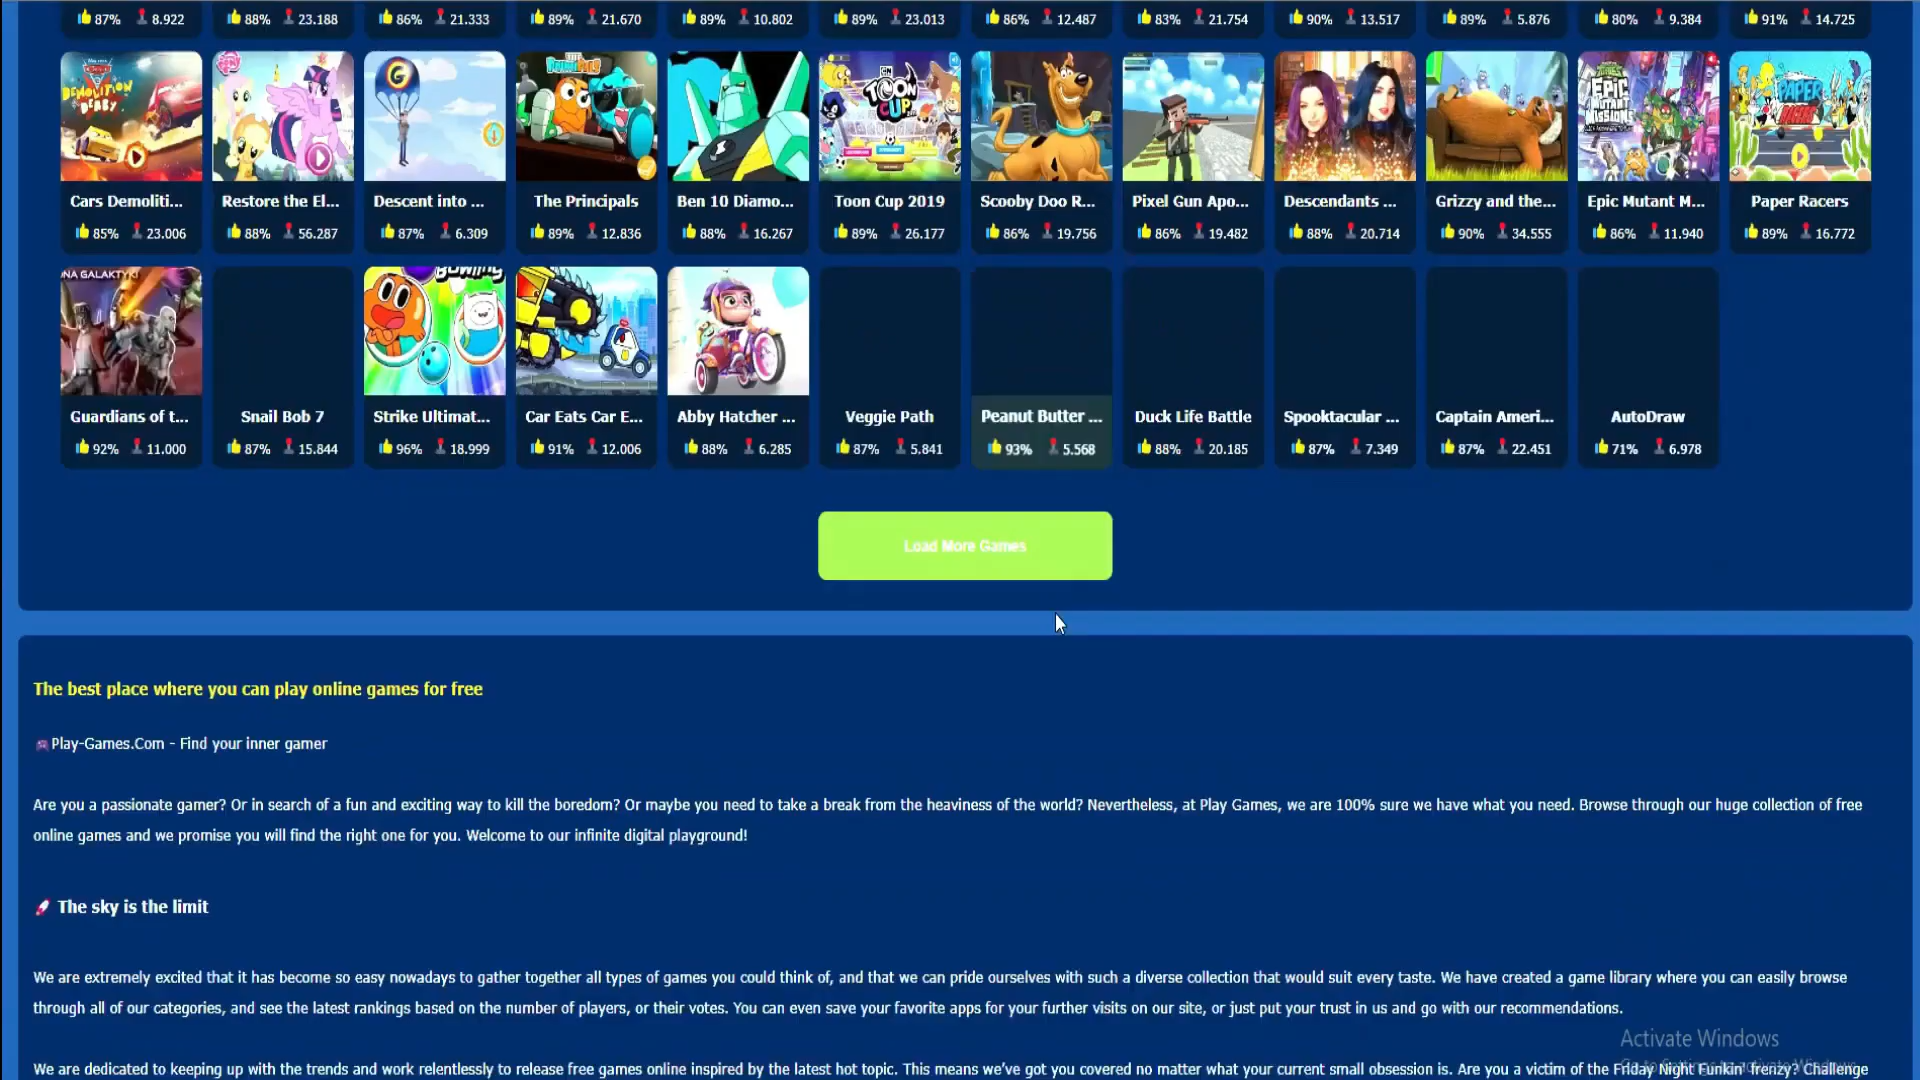 87% 8.922 88% 23.188 86% 21.333 89% 21.670 89% 10.802 89% 23.013 86% 12.487 83% 21.754 90% 13.517 89% 5.876 80% 9.384 91% 14.725
DEMOLITION DERBY
G
TOON CUP
EPIC MUTANT MISSIONS
PAPER RACERS
Cars Demoliti... Restore the El... Descent into ... The Principals Ben 10 Diamo... Toon Cup 2019 Scooby Doo R... Pixel Gun Apo... Descendants ... Grizzy and the... Epic Mutant M... Paper Racers
85% 23.006 88% 56.287 87% 6.309 89% 12.836 88% 16.267 89% 26.177 86% 19.756 86% 19.482 88% 20.714 90% 34.555 86% 11.940 89% 16.772
NA GALAKTYKI
BOWLING
Guardians of t... Snail Bob 7 Strike Ultimat... Car Eats Car E... Abby Hatcher ... Veggie Path Peanut Butter ... Duck Life Battle Spooktacular ... Captain Ameri... AutoDraw
92% 11.000 87% 15.844 96% 18.999 91% 12.006 88% 6.285 87% 5.841 93% 5.568 88% 20.185 87% 7.349 87% 22.451 71% 6.978
Load More Games
The best place where you can play online games for free
Play-Games.Com - Find your inner gamer
Are you a passionate gamer? Or in search of a fun and exciting way to kill the boredom? Or maybe you need to take a break from the heaviness of the world? Nevertheless, at Play Games, we are 100% sure we have what you need. Browse through our huge collection of free
online games and we promise you will find the right one for you. Welcome to our infinite digital playground!
The sky is the limit
We are extremely excited that it has become so easy nowadays to gather together all types of games you could think of, and that we can pride ourselves with such a diverse collection that would suit every taste. We have created a game library where you can easily browse
through all of our categories, and see the latest rankings based on the number of players, or their votes. You can even save your favorite apps for your further visits on our site, or just put your trust in us and go with our recommendations.
Activate Windows
Go to Settings to activate Windows.
We are dedicated to keeping up with the trends and work relentlessly to release free games online inspired by the latest hot topic. This means we've got you covered no matter what your current small obsession is. Are you a victim of the Friday Night Funkin frenzy? Challenge